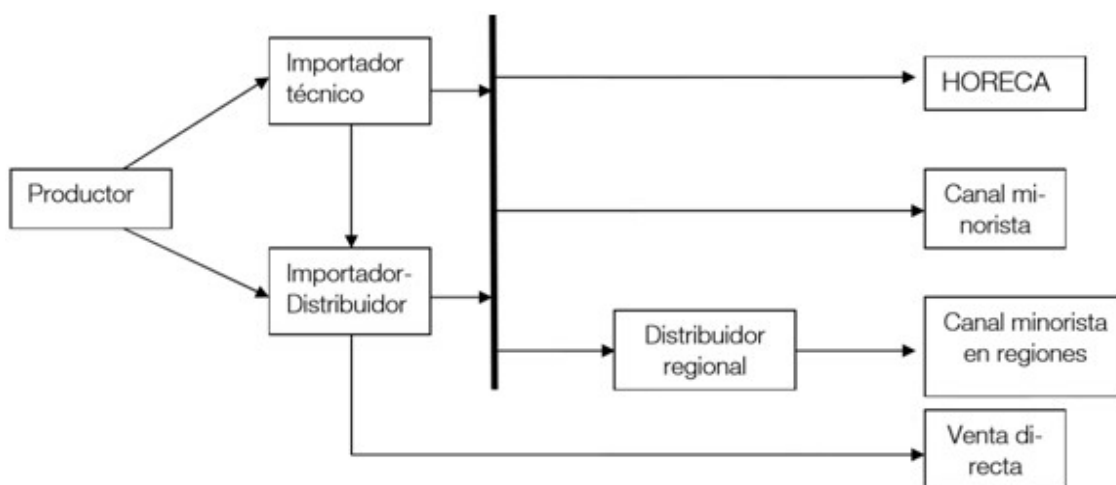 Importador
técnico
HORECA
Productor
Canal mi-
norista
Importador-
Distribuidor
Distribuidor
regional
Canal minorista
en regiones
Venta di-
recta